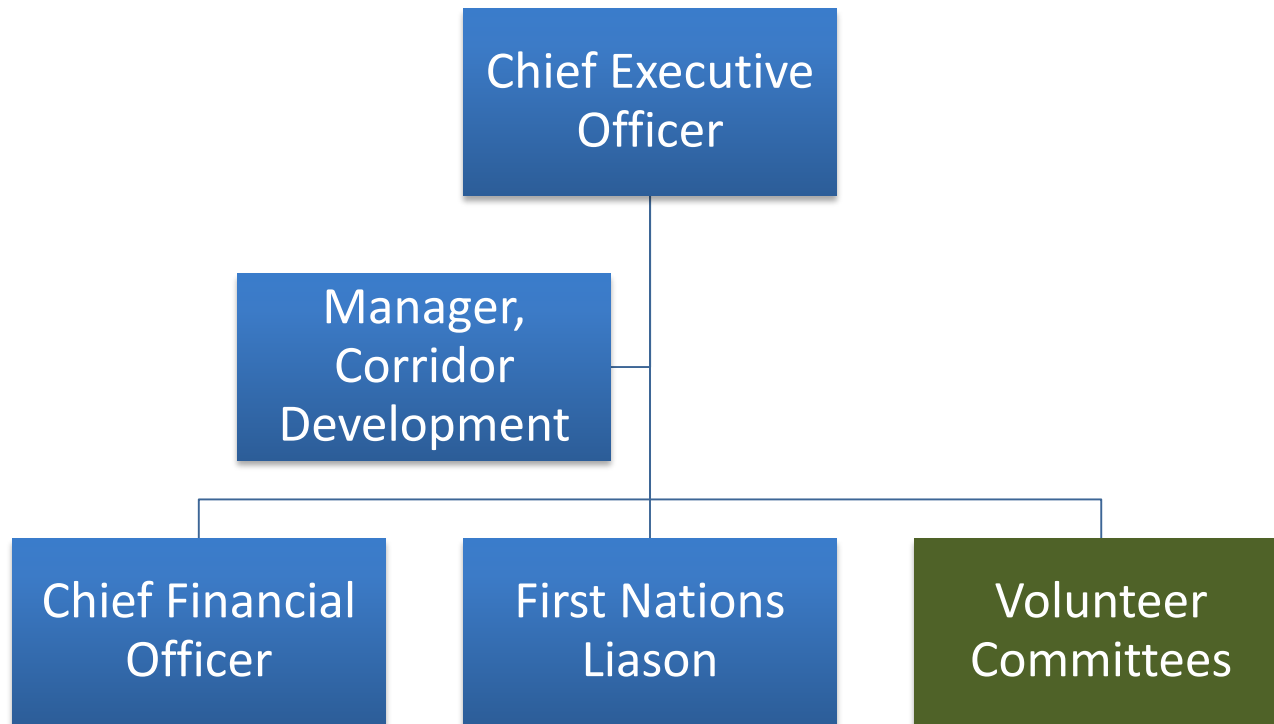 Chief Executive
Officer
Manager,
Corridor
Development
Chief Financial
Officer
First Nations
Liason
Volunteer
Committees